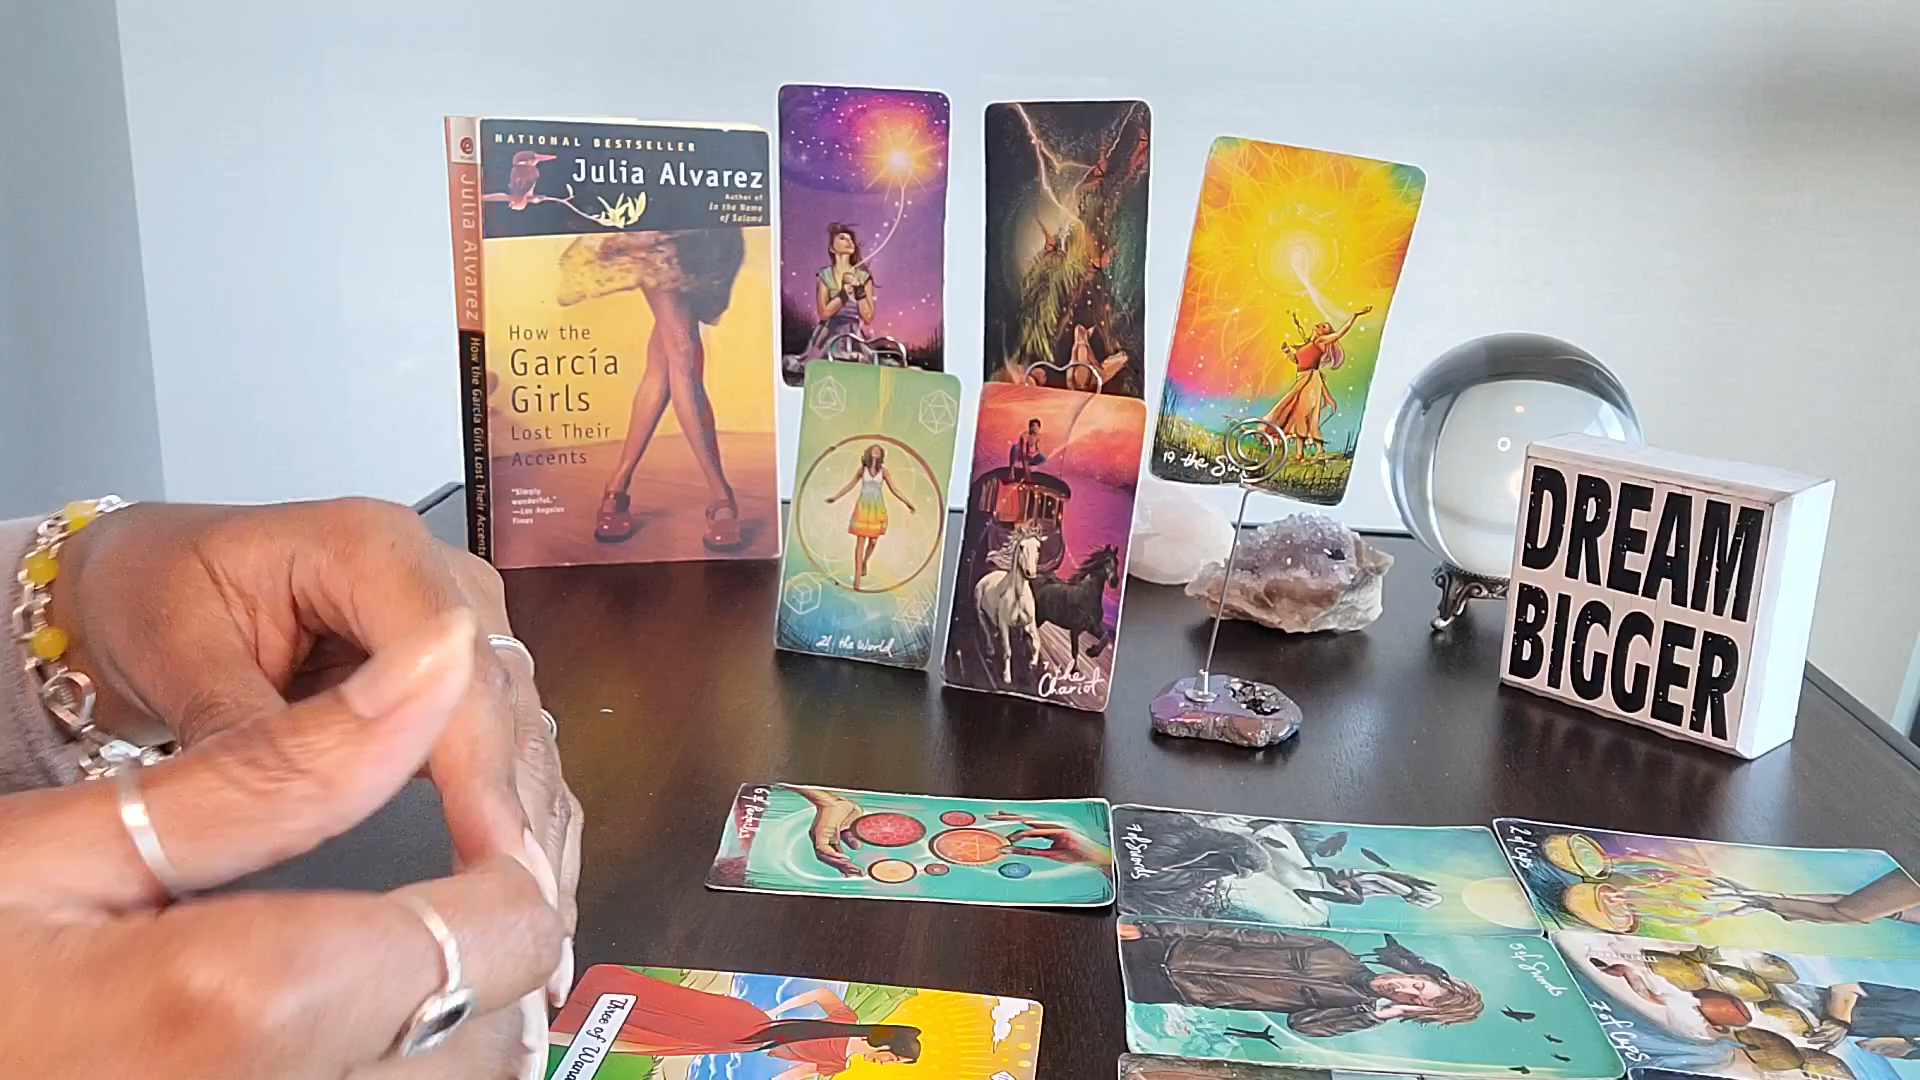 NATIONAL BESTSELLER
Julia Alvarez
Author of
In the Name
of Salomé
How the
García
Girls
Lost Their
Accents
"Simply
wonderful."
—Los Angeles
Times
Julia Alvarez
How the García Girls Lost Their Accents
19 the Sun
21 the World
7 the
Chariot
DREAM
BIGGER
6 of Pentacles
7 of Swords
2 of Cups
5 of Swords
7 of Cups
Three of Wand